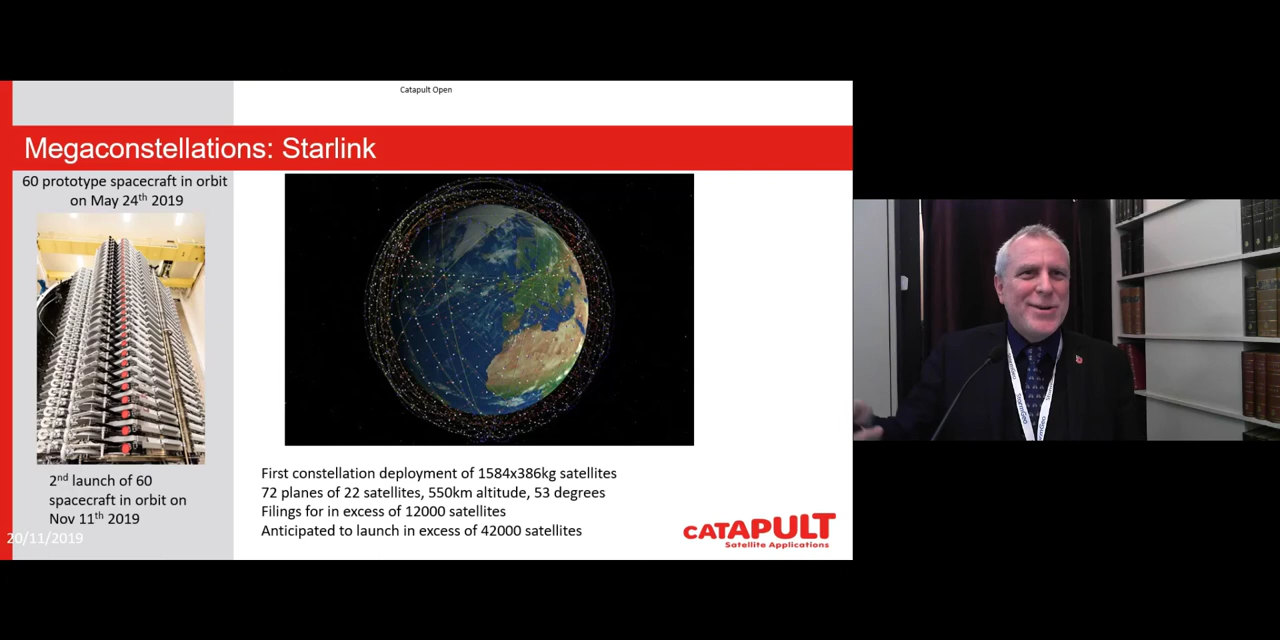 Catapult Open
Megaconstellations: Starlink
60 prototype spacecraft in orbit
on May 24th 2019
2nd launch of 60
spacecraft in orbit on
Nov 11th 2019
20/11/2019
First constellation deployment of 1584x386kg satellites
72 planes of 22 satellites, 550km altitude, 53 degrees
Filings for in excess of 12000 satellites
Anticipated to launch in excess of 42000 satellites
CATAPULT
Satellite Applications